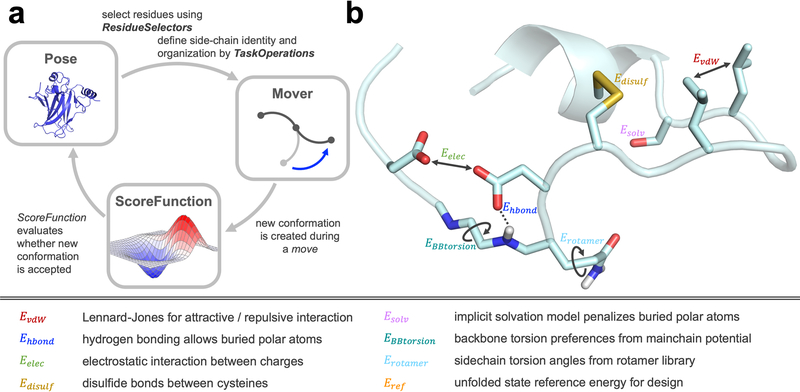 a
select residues using
ResidueSelectors
define side-chain identity and
organization by TaskOperations
Pose
Mover
ScoreFunction
ScoreFunction
evaluates
whether new
conformation
is accepted
new conformation
is created during
a move
b
E_vdW
E_disulf
E_solv
E_elec
E_hbond
E_BBtorsion
E_rotamer
E_vdW Lennard-Jones for attractive / repulsive interaction
E_hbond hydrogen bonding allows buried polar atoms
E_elec electrostatic interaction between charges
E_disulf disulfide bonds between cysteines
E_solv implicit solvation model penalizes buried polar atoms
E_BBtorsion backbone torsion preferences from mainchain potential
E_rotamer sidechain torsion angles from rotamer library
E_ref unfolded state reference energy for design